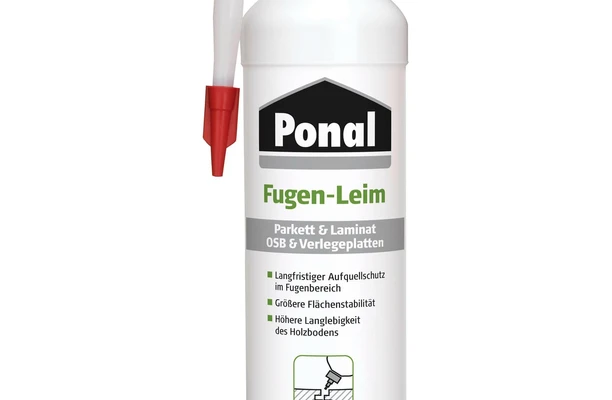 Ponal
Fugen-Leim
Parkett & Laminat
OSB & Verlegeplatten
Langfristiger Aufquellschutz
im Fugenbereich
Größere Flächenstabilität
Höhere Langlebigkeit
des Holzbodens